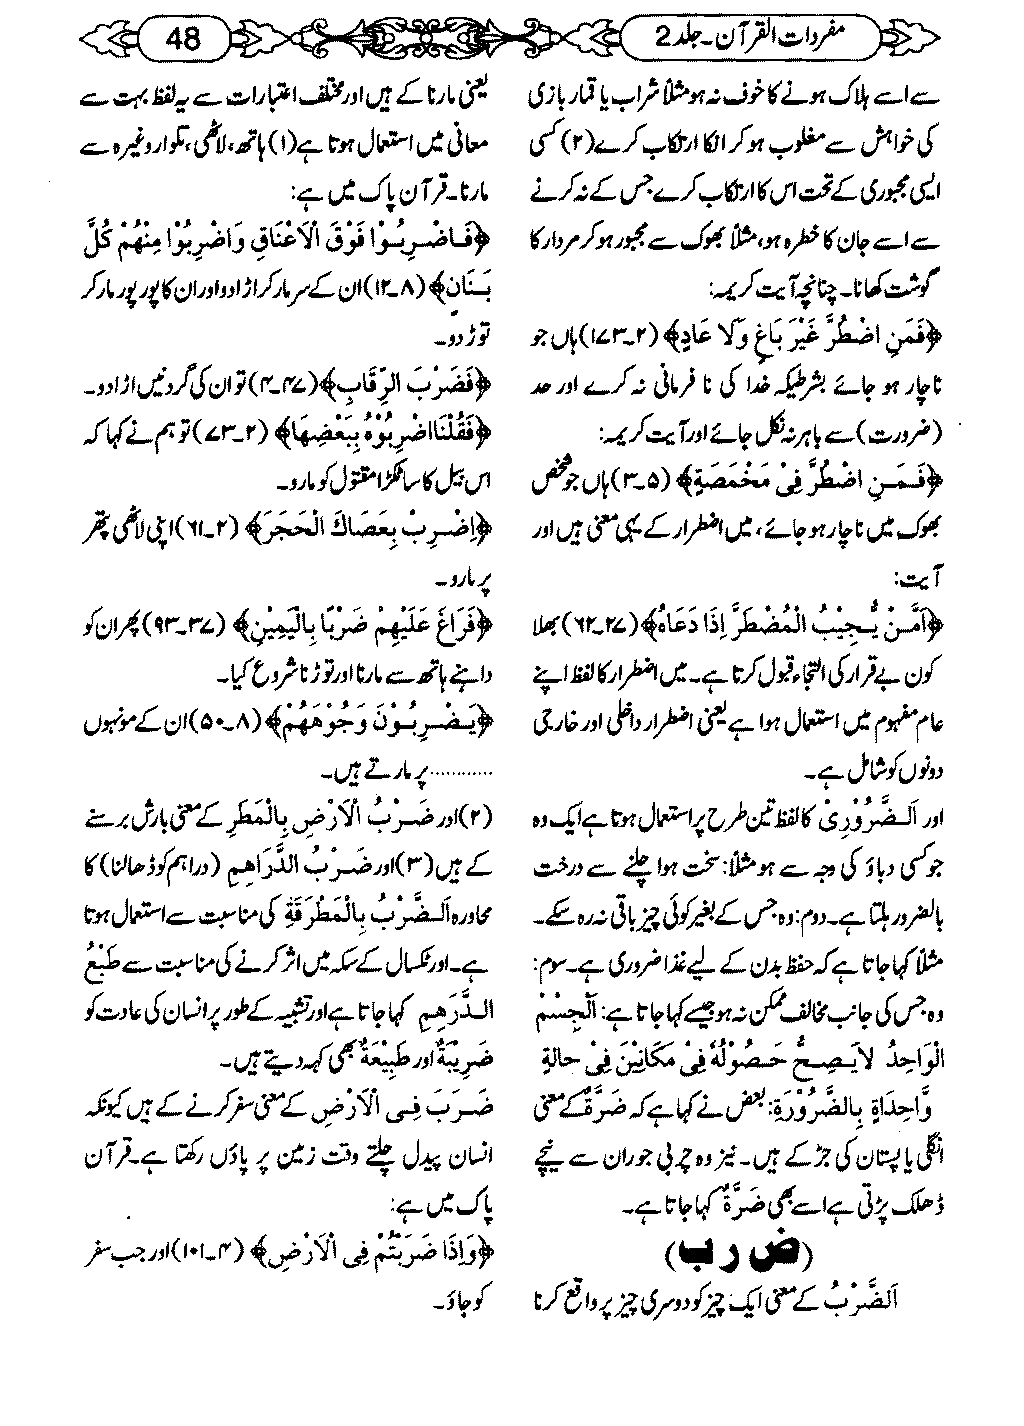 مفردات القرآن۔جلد 2
48
سے اسے ہلاک ہونے کا خوف نہ ہو مثلاً شراب یا قمار بازی
کی خواہش سے مغلوب ہو کر انکا ارتکاب کرے (۲) کسی
ایسی مجبوری کے تحت اس کا ارتکاب کرے جس کے نہ کرنے
سے اسے جان کا خطرہ ہو، مثلاً بھوک سے مجبور ہو کر مردار کا
گوشت کھانا۔ چنانچہ آیت کریمہ:
﴿فَمَنِ اضْطُرَّ غَيْرَ بَاغٍ وَّلَا عَادٍ﴾ (۲۔۱۷۳) ہاں جو
ناچار ہو جائے بشرطیکہ خدا کی نا فرمانی نہ کرے اور حد
(ضرورت) سے باہر نہ نکل جائے اور آیت کریمہ:
﴿فَمَنِ اضْطُرَّ فِىْ مَخْمَصَةٍ﴾ (۵۔۳) ہاں جو شخص
بھوک میں ناچار ہو جائے، میں اضطرار کے یہی معنی ہیں اور
آیت:
﴿اَمَّنْ يُّجِيْبُ الْمُضْطَرَّ اِذَا دَعَاهُ﴾ (۲۷۔۶۲) بھلا
کون بے قرار کی التجاء قبول کرتا ہے۔ میں اضطرار کا لفظ اپنے
عام مفہوم میں استعمال ہوا ہے یعنی اضطرار داخلی اور خارجی
دونوں کو شامل ہے۔
اور اَلضَّرُوْرِىْ کا لفظ تین طرح پر استعمال ہوتا ہے ایک وہ
جو کسی دباؤ کی وجہ سے ہو مثلاً: سخت ہوا چلنے سے درخت
بالضرور ہلتا ہے۔ دوم: وہ جس کے بغیر کوئی چیز باقی نہ رہ سکے۔
مثلاً کہا جاتا ہے کہ حفظ بدن کے لیے غذا ضروری ہے۔ سوم:
وہ جس کی جانب مخالف ممکن نہ ہو جیسے کہا جاتا ہے: اَلْجِسْمُ
الْوَاحِدُ لَايَصِحُّ حَصُوْلُهٗ فِىْ مَكَانَيْنِ فِىْ حَالَةٍ
وَّاحِدَاةٍ بِالضَّرُوْرَةِ: بعض نے کہا ہے کہ ضَرَّةٌ کے معنی
انگلی یا پستان کی جڑ کے ہیں۔ نیز وہ چربی جو ران سے نیچے
ڈھلک پڑتی ہے اسے بھی ضَرَّةٌ کہا جاتا ہے۔
(ض ر ب)
اَلضَّرْبُ کے معنی ایک چیز کو دوسری چیز پر واقع کرنا
یعنی مارنا کے ہیں اور مختلف اعتبارات سے یہ لفظ بہت سے
معانی میں استعمال ہوتا ہے (۱) ہاتھ، لاٹھی، تلوار وغیرہ سے
مارنا۔ قرآن پاک میں ہے:
﴿فَاضْرِبُوْا فَوْقَ الْاَعْنَاقِ وَاضْرِبُوْا مِنْهُمْ كُلَّ
بَنَانٍ﴾ (۸۔۱۲) ان کے سر مار کر اڑا دو اور ان کا پور پور مار کر
توڑ دو۔
﴿فَضَرْبَ الرِّقَابِ﴾ (۴۷۔۴) تو ان کی گردنیں اڑا دو۔
﴿فَقُلْنَا اضْرِبُوْهُ بِبَعْضِهَا﴾ (۲۔۷۳) تو ہم نے کہا کہ
اس بیل کا سا ٹکڑا مقتول کو مارو۔
﴿اِضْرِبْ بِعَصَاكَ الْحَجَرَ﴾ (۲۔۶۱) اپنی لاٹھی پتھر
پر مارو۔
﴿فَرَاغَ عَلَيْهِمْ ضَرْبًا بِالْيَمِيْنِ﴾ (۳۷۔۹۳) پھر ان کو
داہنے ہاتھ سے مارنا اور توڑنا شروع کیا۔
﴿يَضْرِبُوْنَ وَجُوْهَهُمْ﴾ (۸۔۵۰) ان کے مونہوں
............ پر مارتے ہیں۔
(۲) اور ضَرْبُ الْاَرْضِ بِالْمَطَرِ کے معنی بارش برسنے
کے ہیں (۳) اور ضَرْبُ الدَّرَاهِمِ (دراہم کو ڈھالنا) کا
محاورہ اَلضَّرْبُ بِالْمَطْرِقَةِ کی مناسبت سے استعمال ہوتا
ہے۔ اور ٹکسال کے سکہ میں اثر کرنے کی مناسبت سے طَبْعُ
الدَّرَهِمِ کہا جاتا ہے اور تشبیہ کے طور پر انسان کی عادت کو
ضَرِيْبَةٌ اور طَبِيْعَةٌ بھی کہہ دیتے ہیں۔
ضَرَبَ فِى الْاَرْضِ کے معنی سفر کرنے کے ہیں کیونکہ
انسان پیدل چلتے وقت زمین پر پاؤں رکھتا ہے۔ قرآن
پاک میں ہے:
﴿وَاِذَا ضَرَبْتُمْ فِى الْاَرْضِ﴾ (۴۔۱۰۱) اور جب سفر
کو جاؤ۔